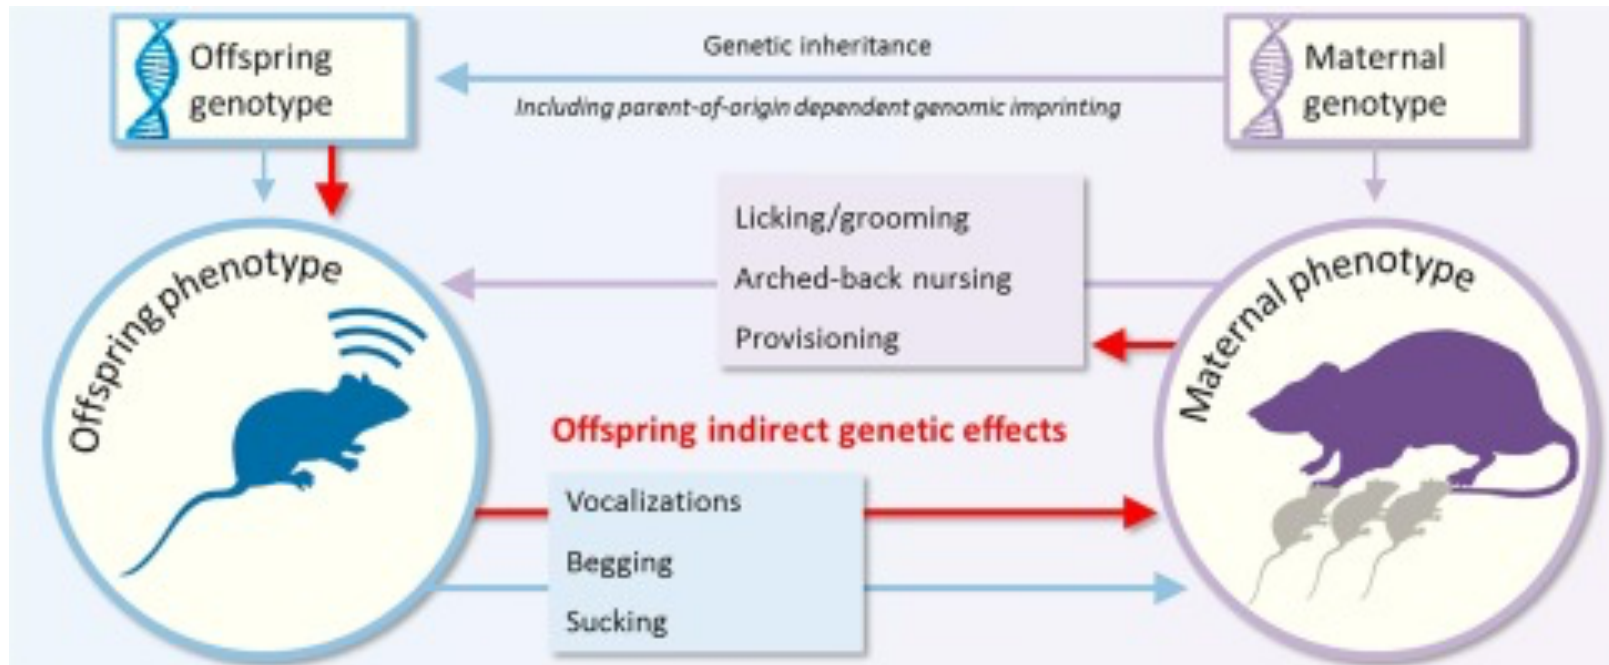 Offspring
genotype
Genetic inheritance
Including parent-of-origin dependent genomic imprinting
Maternal
genotype
Offspring phenotype
Licking/grooming
Arched-back nursing
Provisioning
Maternal phenotype
Offspring indirect genetic effects
Vocalizations
Begging
Sucking